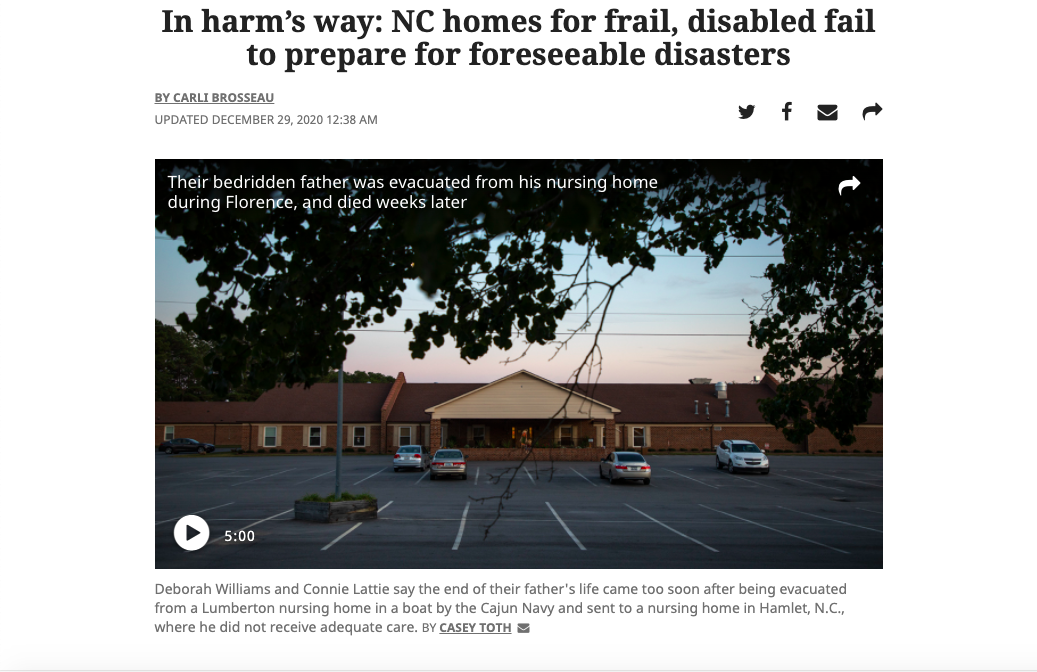 In harm’s way: NC homes for frail, disabled fail
to prepare for foreseeable disasters
BY CARLI BROSSEAU
UPDATED DECEMBER 29, 2020 12:38 AM
Their bedridden father was evacuated from his nursing home
during Florence, and died weeks later
5:00
Deborah Williams and Connie Lattie say the end of their father's life came too soon after being evacuated
from a Lumberton nursing home in a boat by the Cajun Navy and sent to a nursing home in Hamlet, N.C.,
where he did not receive adequate care. BY CASEY TOTH